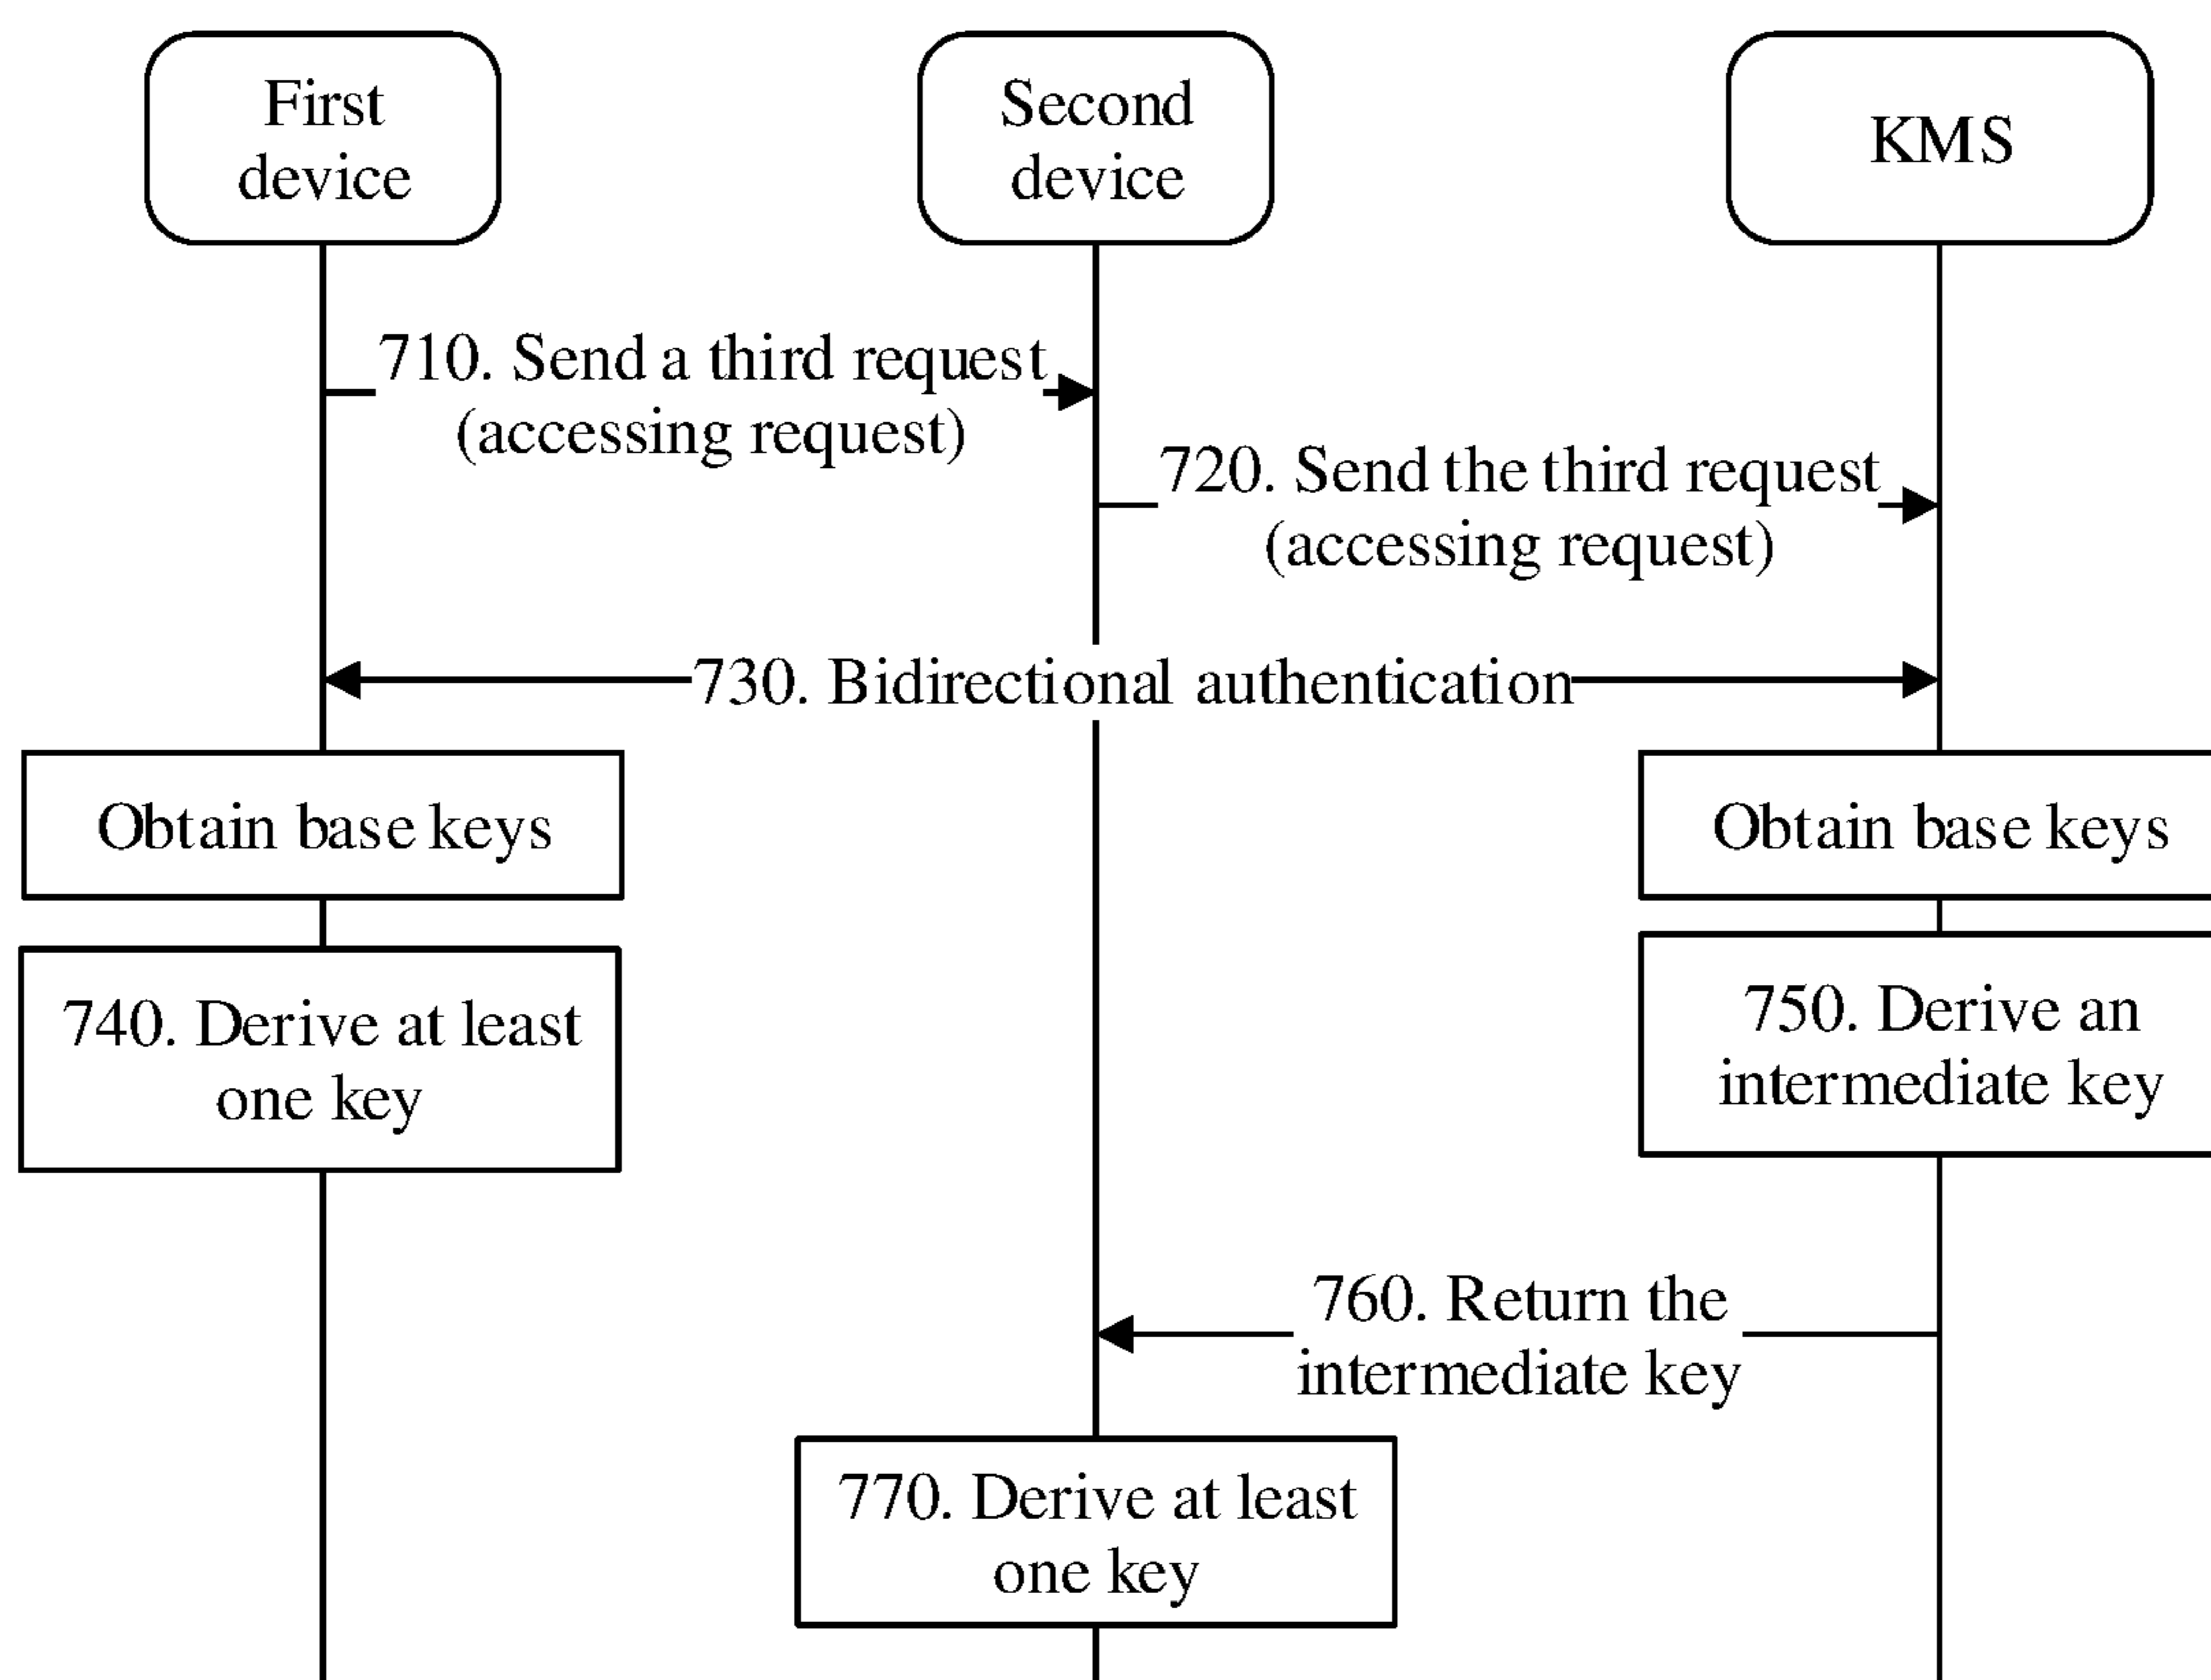 First
device
Second
device
KMS
710. Send a third request
(accessing request)
720. Send the third request
(accessing request)
730. Bidirectional authentication
Obtain base keys
Obtain base keys
740. Derive at least
one key
750. Derive an
intermediate key
760. Return the
intermediate key
770. Derive at least
one key